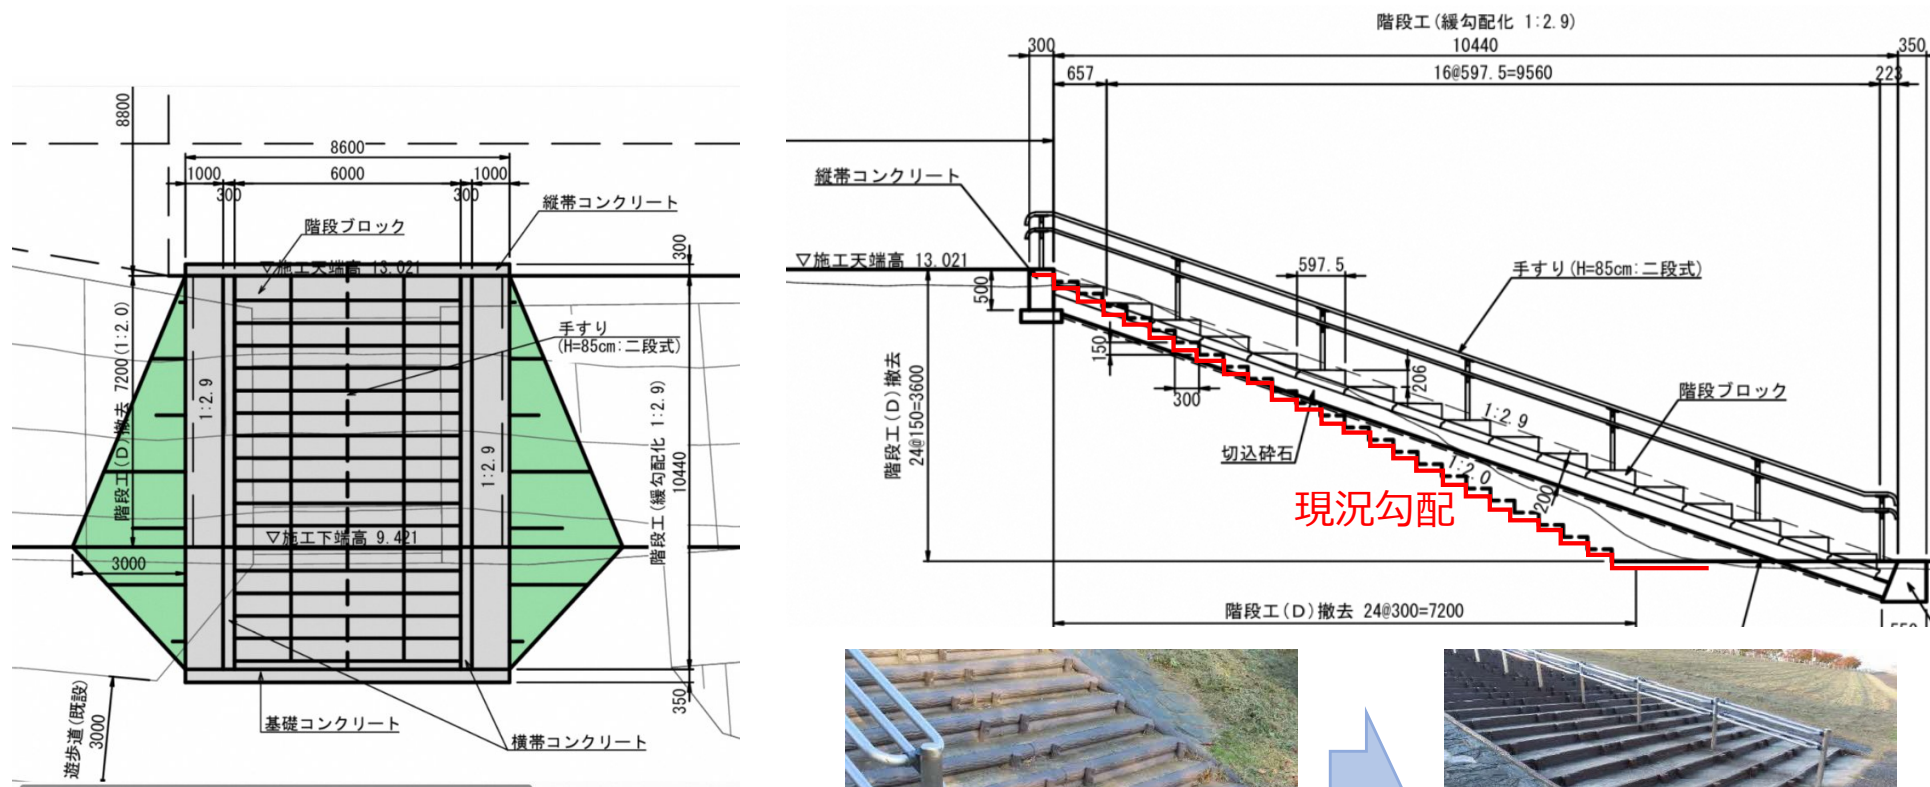 8800
8600
1000
6000
1000
300
300
縦帯コンクリート
階段ブロック
300
▽施工天端高 13.021
手すり
(H=85cm:二段式)
階段工(D)撤去 7200(1:2.0)
1:2.9
1:2.9
階段工(緩勾配化 1:2.9)
10440
▽施工下端高 9.421
3000
350
基礎コンクリート
横帯コンクリート
遊歩道(既設)
3000
階段工(緩勾配化 1:2.9)
300
10440
350
657
16@597.5=9560
223
縦帯コンクリート
▽施工天端高 13.021
597.5
手すり(H=85cm:二段式)
500
150
300
206
階段ブロック
1:2.9
切込砕石
1:2.0
200
現況勾配
階段工(D)撤去
24@150=3600
階段工(D)撤去 24@300=7200